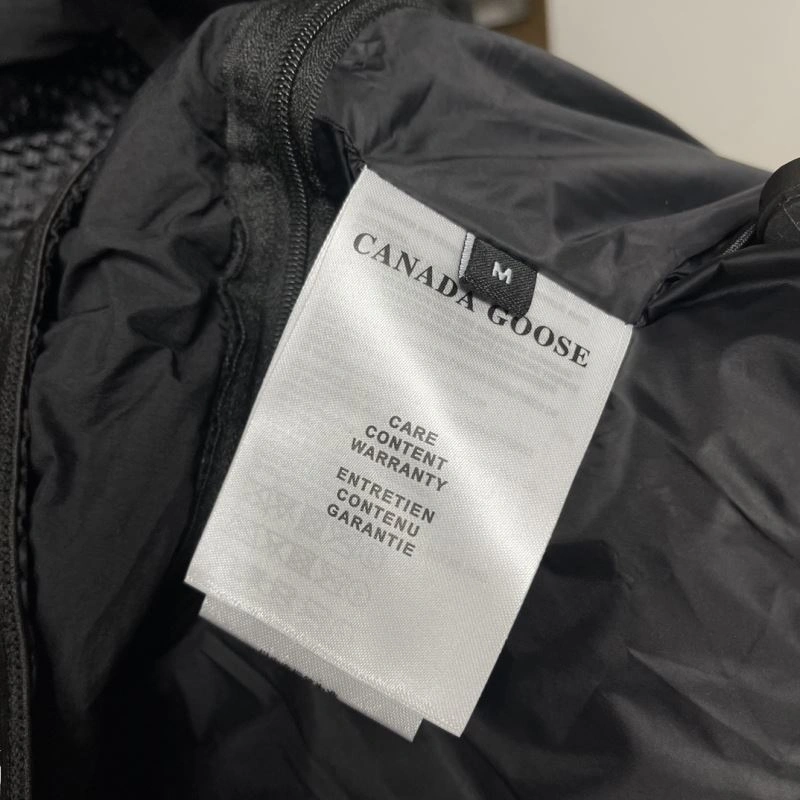 M
CANADA GOOSE
CARE
CONTENT
WARRANTY
ENTRETIEN
CONTENU
GARANTIE